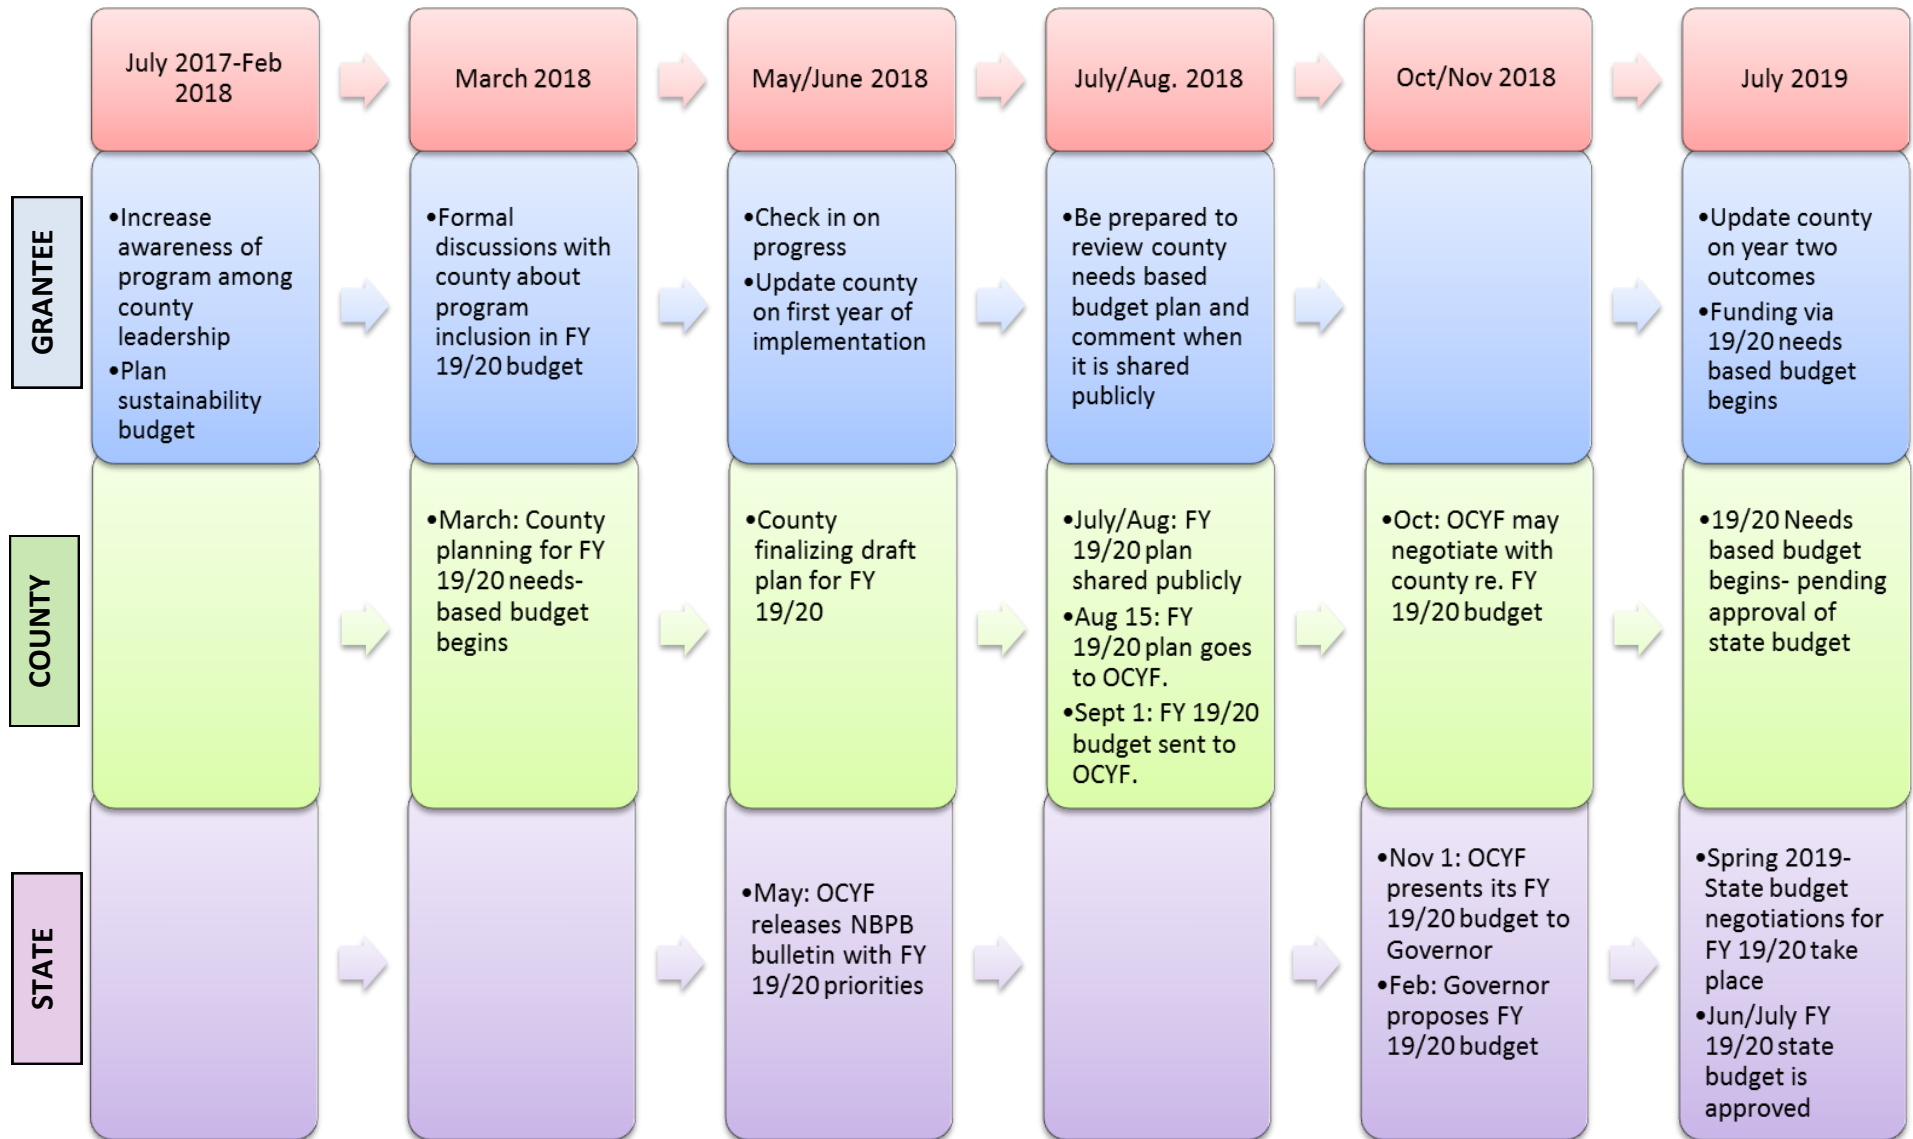 July 2017-Feb
2018
March 2018
May/June 2018
July/Aug. 2018
Oct/Nov 2018
July 2019
GRANTEE
•Increase
awareness of
program among
county
leadership
•Plan
sustainability
budget
•Formal
discussions with
county about
program
inclusion in FY
19/20 budget
•Check in on
progress
•Update county
on first year of
implementation
•Be prepared to
review county
needs based
budget plan and
comment when
it is shared
publicly
•Update county
on year two
outcomes
•Funding via
19/20 needs
based budget
begins
COUNTY
•March: County
planning for FY
19/20 needs-
based budget
begins
•County
finalizing draft
plan for FY
19/20
•July/Aug: FY
19/20 plan
shared publicly
•Aug 15: FY
19/20 plan goes
to OCYF.
•Sept 1: FY 19/20
budget sent to
OCYF.
•Oct: OCYF may
negotiate with
county re. FY
19/20 budget
•19/20 Needs
based budget
begins- pending
approval of
state budget
STATE
•May: OCYF
releases NBPB
bulletin with FY
19/20 priorities
•Nov 1: OCYF
presents its FY
19/20 budget to
Governor
•Feb: Governor
proposes FY
19/20 budget
•Spring 2019-
State budget
negotiations for
FY 19/20 take
place
•Jun/July FY
19/20 state
budget is
approved